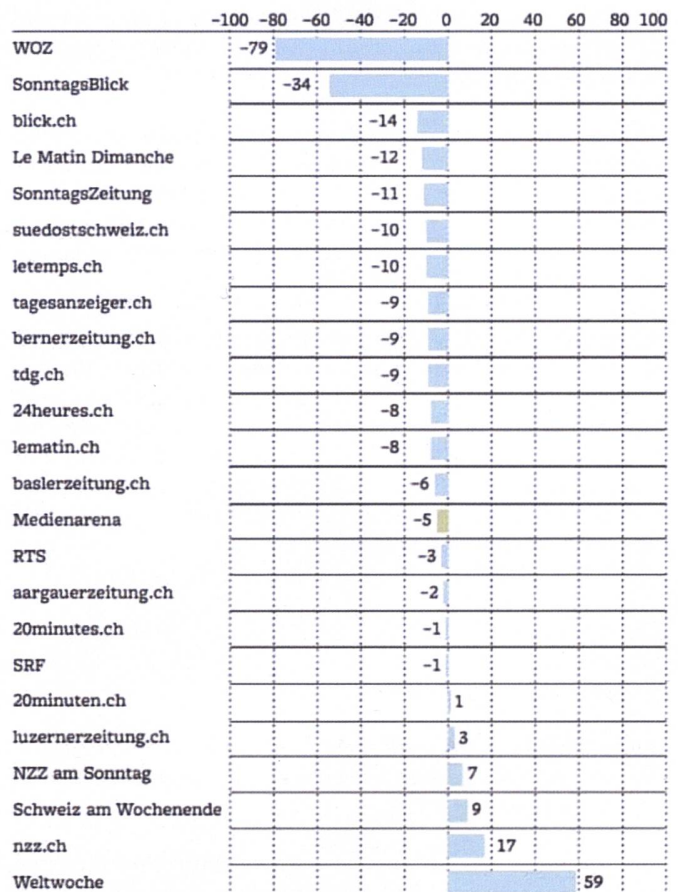 -100 -80 -60 -40 -20 0 20 40 60 80 100
WOZ -79
SonntagsBlick -34
blick.ch -14
Le Matin Dimanche -12
SonntagsZeitung -11
suedostschweiz.ch -10
letemps.ch -10
tagesanzeiger.ch -9
bernerzeitung.ch -9
tdg.ch -9
24heures.ch -8
lematin.ch -8
baslerzeitung.ch -6
Medienarena -5
RTS -3
aargauerzeitung.ch -2
20minutes.ch -1
SRF -1
20minuten.ch 1
luzernerzeitung.ch 3
NZZ am Sonntag 7
Schweiz am Wochenende 9
nzz.ch 17
Weltwoche 59